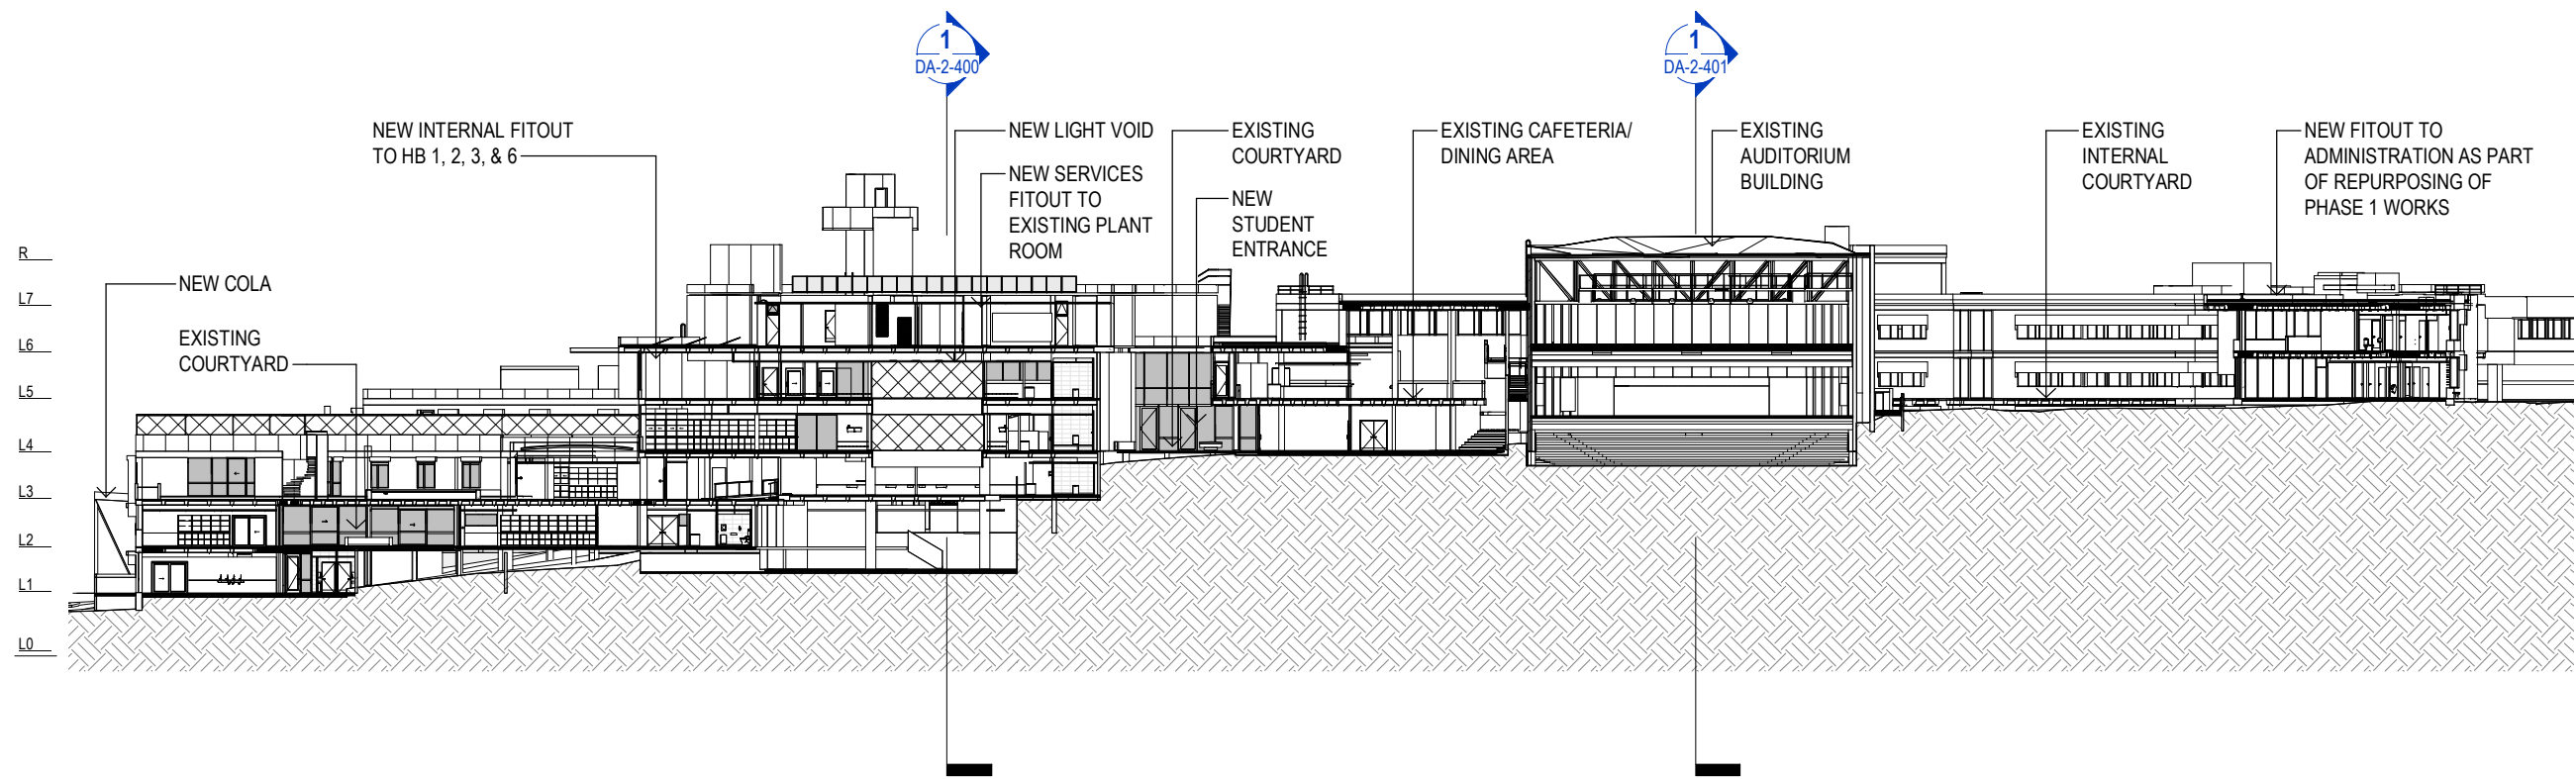 1
DA-2-400
1
DA-2-401
NEW INTERNAL FITOUT
TO HB 1, 2, 3, & 6
NEW LIGHT VOID
NEW SERVICES
FITOUT TO
EXISTING PLANT
ROOM
EXISTING
COURTYARD
NEW
STUDENT
ENTRANCE
EXISTING CAFETERIA/
DINING AREA
EXISTING
AUDITORIUM
BUILDING
EXISTING
INTERNAL
COURTYARD
NEW FITOUT TO
ADMINISTRATION AS PART
OF REPURPOSING OF
PHASE 1 WORKS
NEW COLA
EXISTING
COURTYARD
R
L7
L6
L5
L4
L3
L2
L1
L0